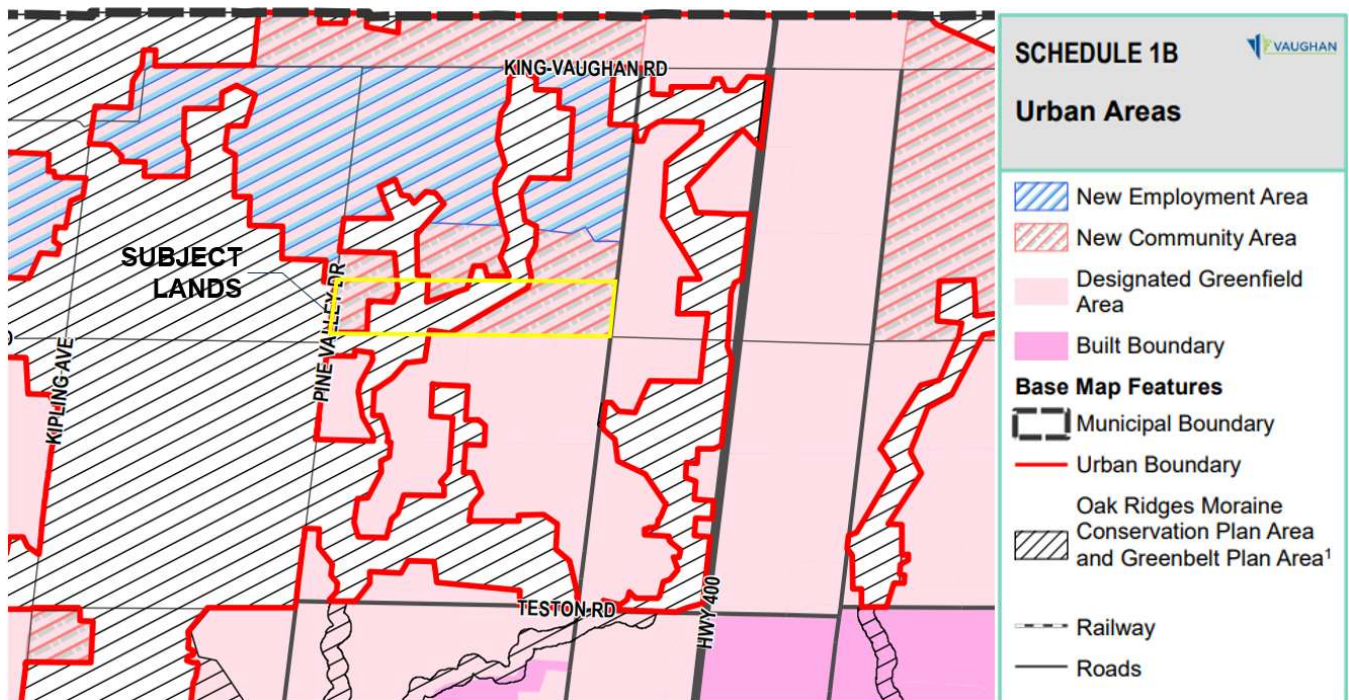 KING-VAUGHAN RD
SUBJECT
LANDS
PINE VALLEY DR
KIPLING AVE
TESTON RD
HWY 400
SCHEDULE 1B
VAUGHAN
Urban Areas
New Employment Area
New Community Area
Designated Greenfield
Area
Built Boundary
Base Map Features
Municipal Boundary
Urban Boundary
Oak Ridges Moraine
Conservation Plan Area
and Greenbelt Plan Area¹
Railway
Roads